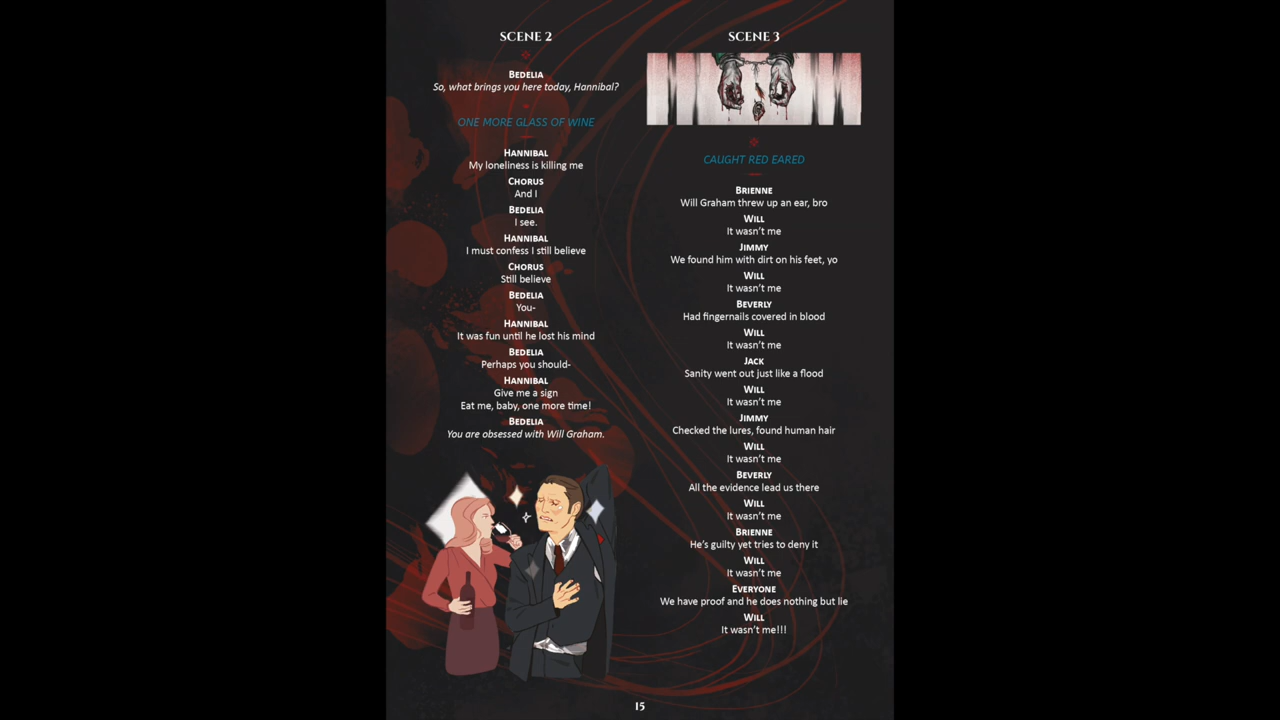 SCENE 2
BEDELIA
So, what brings you here today, Hannibal?
ONE MORE GLASS OF WINE
HANNIBAL
My loneliness is killing me
CHORUS
And I
BEDELIA
I see.
HANNIBAL
I must confess I still believe
CHORUS
Still believe
BEDELIA
You-
HANNIBAL
It was fun until he lost his mind
BEDELIA
Perhaps you should-
HANNIBAL
Give me a sign
Eat me, baby, one more time!
BEDELIA
You are obsessed with Will Graham.
SCENE 3
CAUGHT RED EARED
BRIENNE
Will Graham threw up an ear, bro
WILL
It wasn't me
JIMMY
We found him with dirt on his feet, yo
WILL
It wasn't me
BEVERLY
Had fingernails covered in blood
WILL
It wasn't me
JACK
Sanity went out just like a flood
WILL
It wasn't me
JIMMY
Checked the lures, found human hair
WILL
It wasn't me
BEVERLY
All the evidence lead us there
WILL
It wasn't me
BRIENNE
He's guilty yet tries to deny it
WILL
It wasn't me
EVERYONE
We have proof and he does nothing but lie
WILL
It wasn't me!!!
15